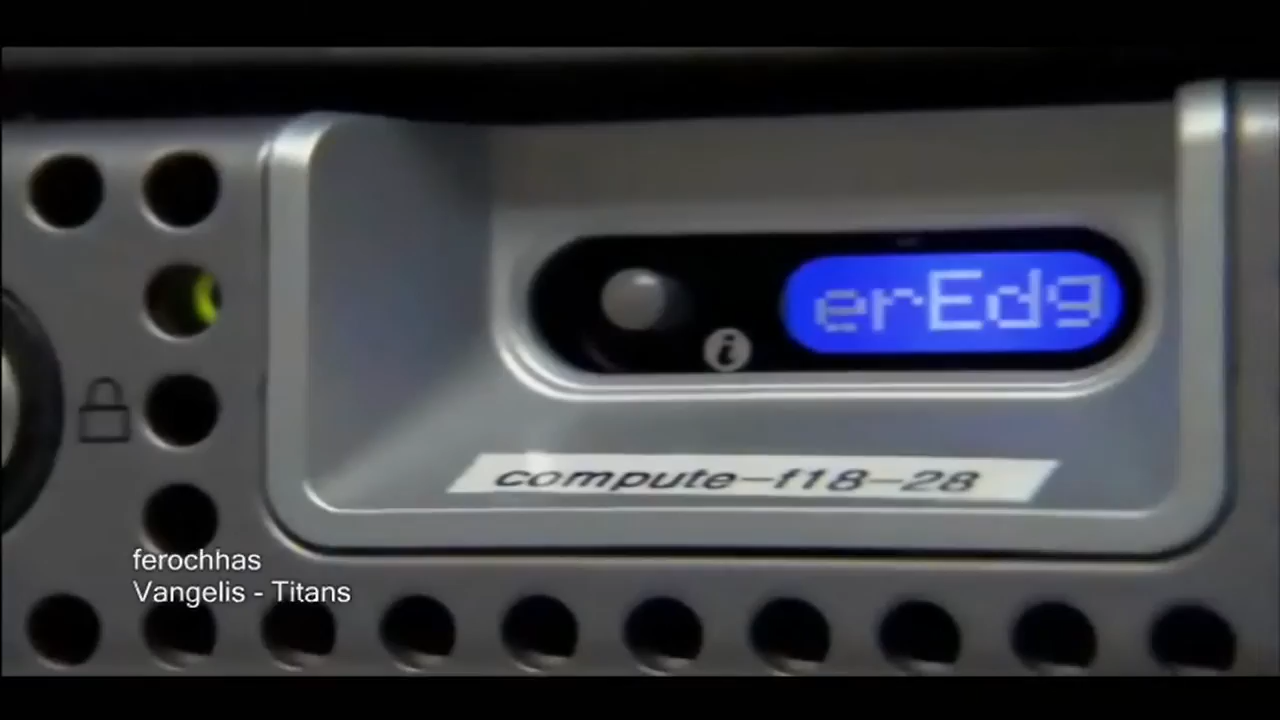 erEdg
i
compute-f18-28
ferochhas
Vangelis - Titans